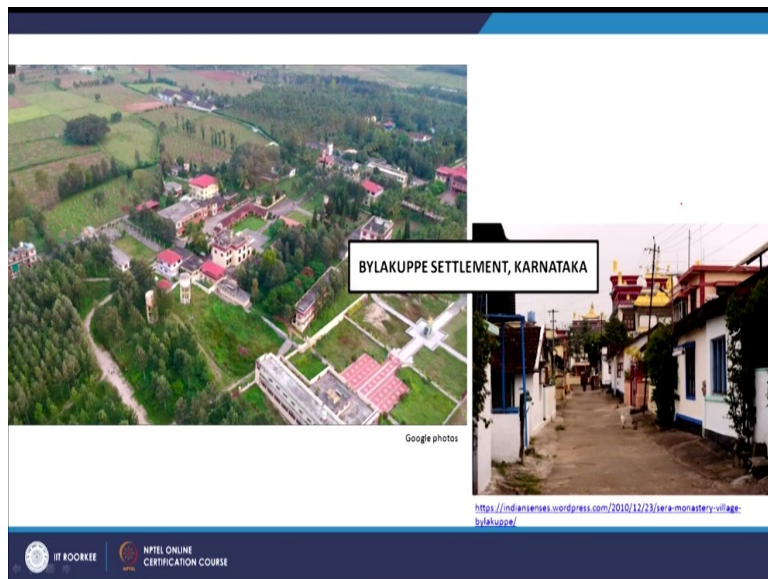 BYLAKUPPE SETTLEMENT, KARNATAKA
Google photos
https://indiansenses.wordpress.com/2010/12/23/sera-monastery-village-
bylakuppe/
IIT ROORKEE
NPTEL ONLINE
CERTIFICATION COURSE